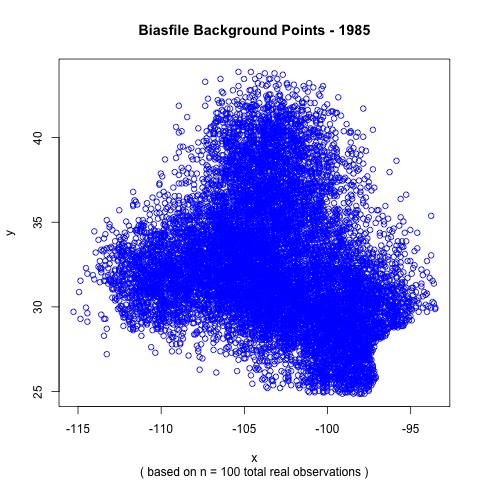 Biasfile Background Points - 1985
y
40
35
30
25
-115 -110 -105 -100 -95
x
( based on n = 100 total real observations )